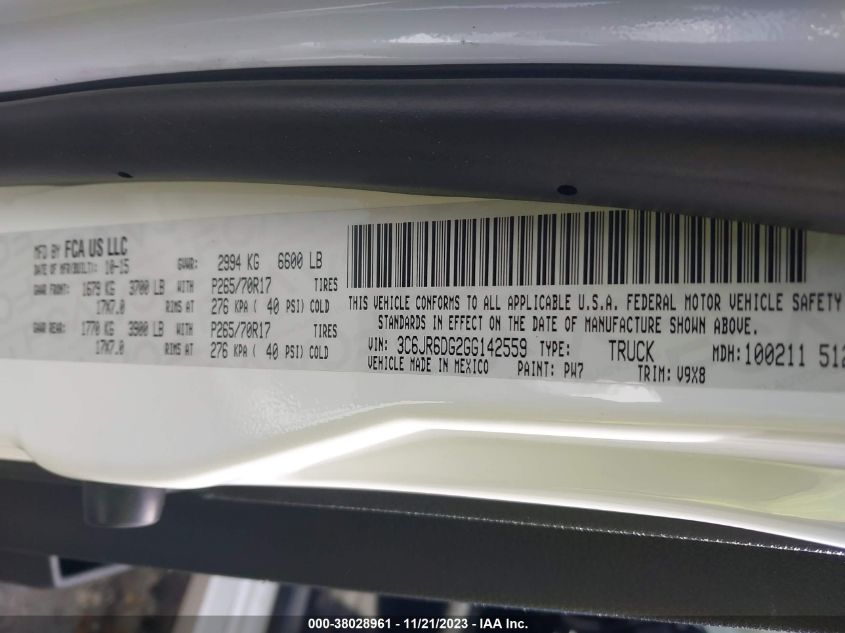 MFD BY FCA US LLC
DATE OF MFR(BUILT): 10-15 GVWR: 2994 KG 6600 LB
GAWR FRONT: 1679 KG 3700 LB WITH P265/70R17 TIRES
17X7.0 RIMS AT 276 KPA ( 40 PSI) COLD
GAWR REAR: 1770 KG 3900 LB WITH P265/70R17 TIRES
17X7.0 RIMS AT 276 KPA ( 40 PSI) COLD
THIS VEHICLE CONFORMS TO ALL APPLICABLE U.S.A. FEDERAL MOTOR VEHICLE SAFETY
STANDARDS IN EFFECT ON THE DATE OF MANUFACTURE SHOWN ABOVE.
VIN: 3C6JR6DG2GG142559 TYPE: TRUCK MDH:100211 512
VEHICLE MADE IN MEXICO PAINT: PW7 TRIM: V9X8
000-38028961 - 11/21/2023 - IAA Inc.